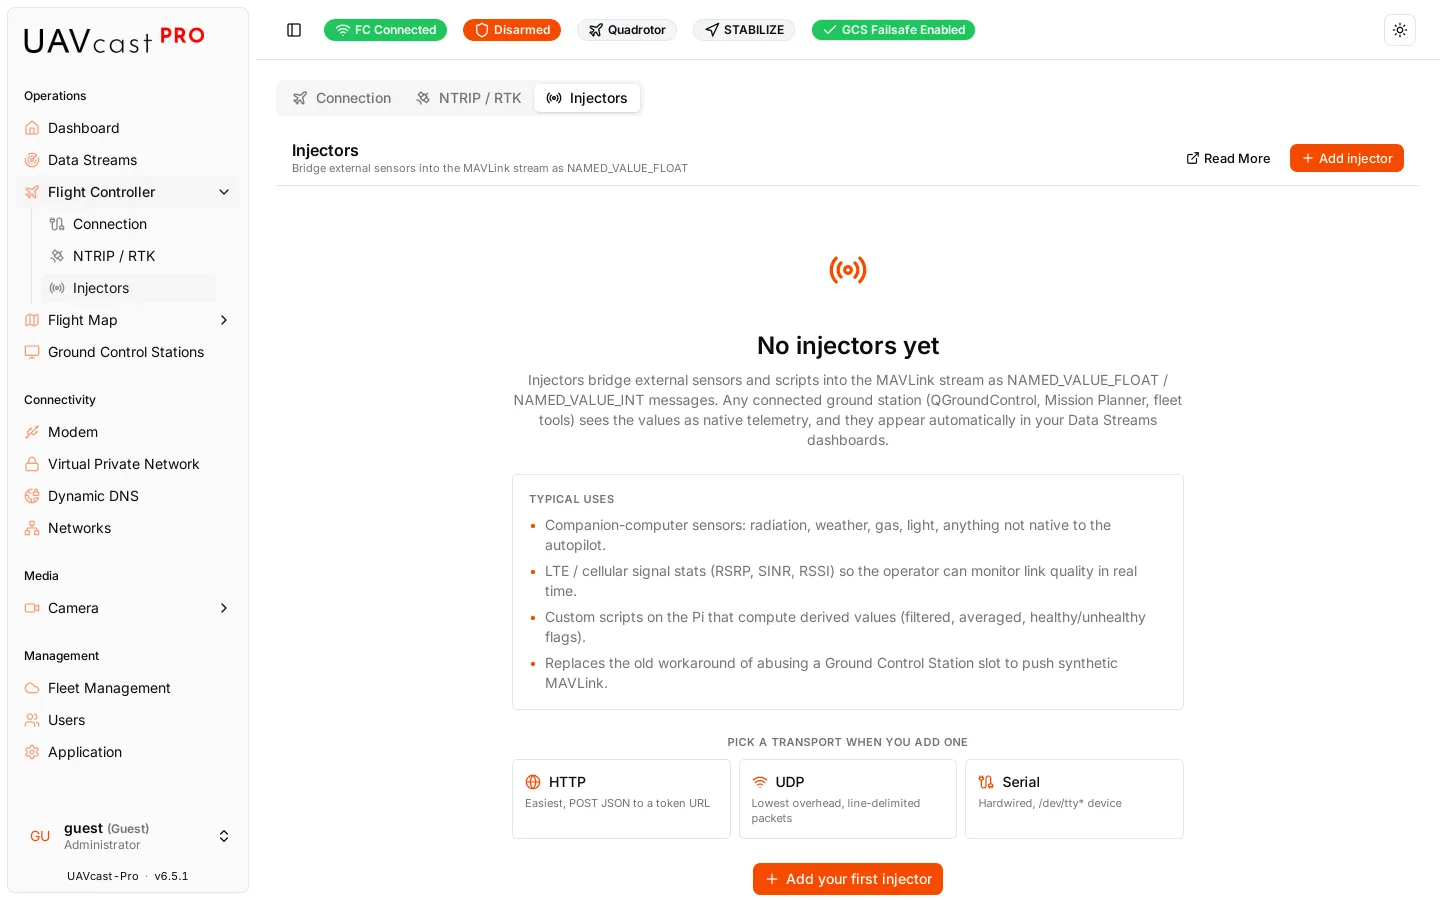 UAVcast PRO
Operations
Dashboard
Data Streams
Flight Controller
Connection
NTRIP / RTK
Injectors
Flight Map
Ground Control Stations
Connectivity
Modem
Virtual Private Network
Dynamic DNS
Networks
Media
Camera
Management
Fleet Management
Users
Application
GU
guest (Guest)
Administrator
UAVcast-Pro · v6.5.1
FC Connected
Disarmed
Quadrotor
STABILIZE
GCS Failsafe Enabled
Connection
NTRIP / RTK
Injectors
Injectors
Bridge external sensors into the MAVLink stream as NAMED_VALUE_FLOAT
Read More
Add injector
No injectors yet
Injectors bridge external sensors and scripts into the MAVLink stream as NAMED_VALUE_FLOAT /
NAMED_VALUE_INT messages. Any connected ground station (QGroundControl, Mission Planner, fleet
tools) sees the values as native telemetry, and they appear automatically in your Data Streams
dashboards.
TYPICAL USES
• Companion-computer sensors: radiation, weather, gas, light, anything not native to the
autopilot.
• LTE / cellular signal stats (RSRP, SINR, RSSI) so the operator can monitor link quality in real
time.
• Custom scripts on the Pi that compute derived values (filtered, averaged, healthy/unhealthy
flags).
• Replaces the old workaround of abusing a Ground Control Station slot to push synthetic
MAVLink.
PICK A TRANSPORT WHEN YOU ADD ONE
HTTP
Easiest, POST JSON to a token URL
UDP
Lowest overhead, line-delimited
packets
Serial
Hardwired, /dev/tty* device
Add your first injector